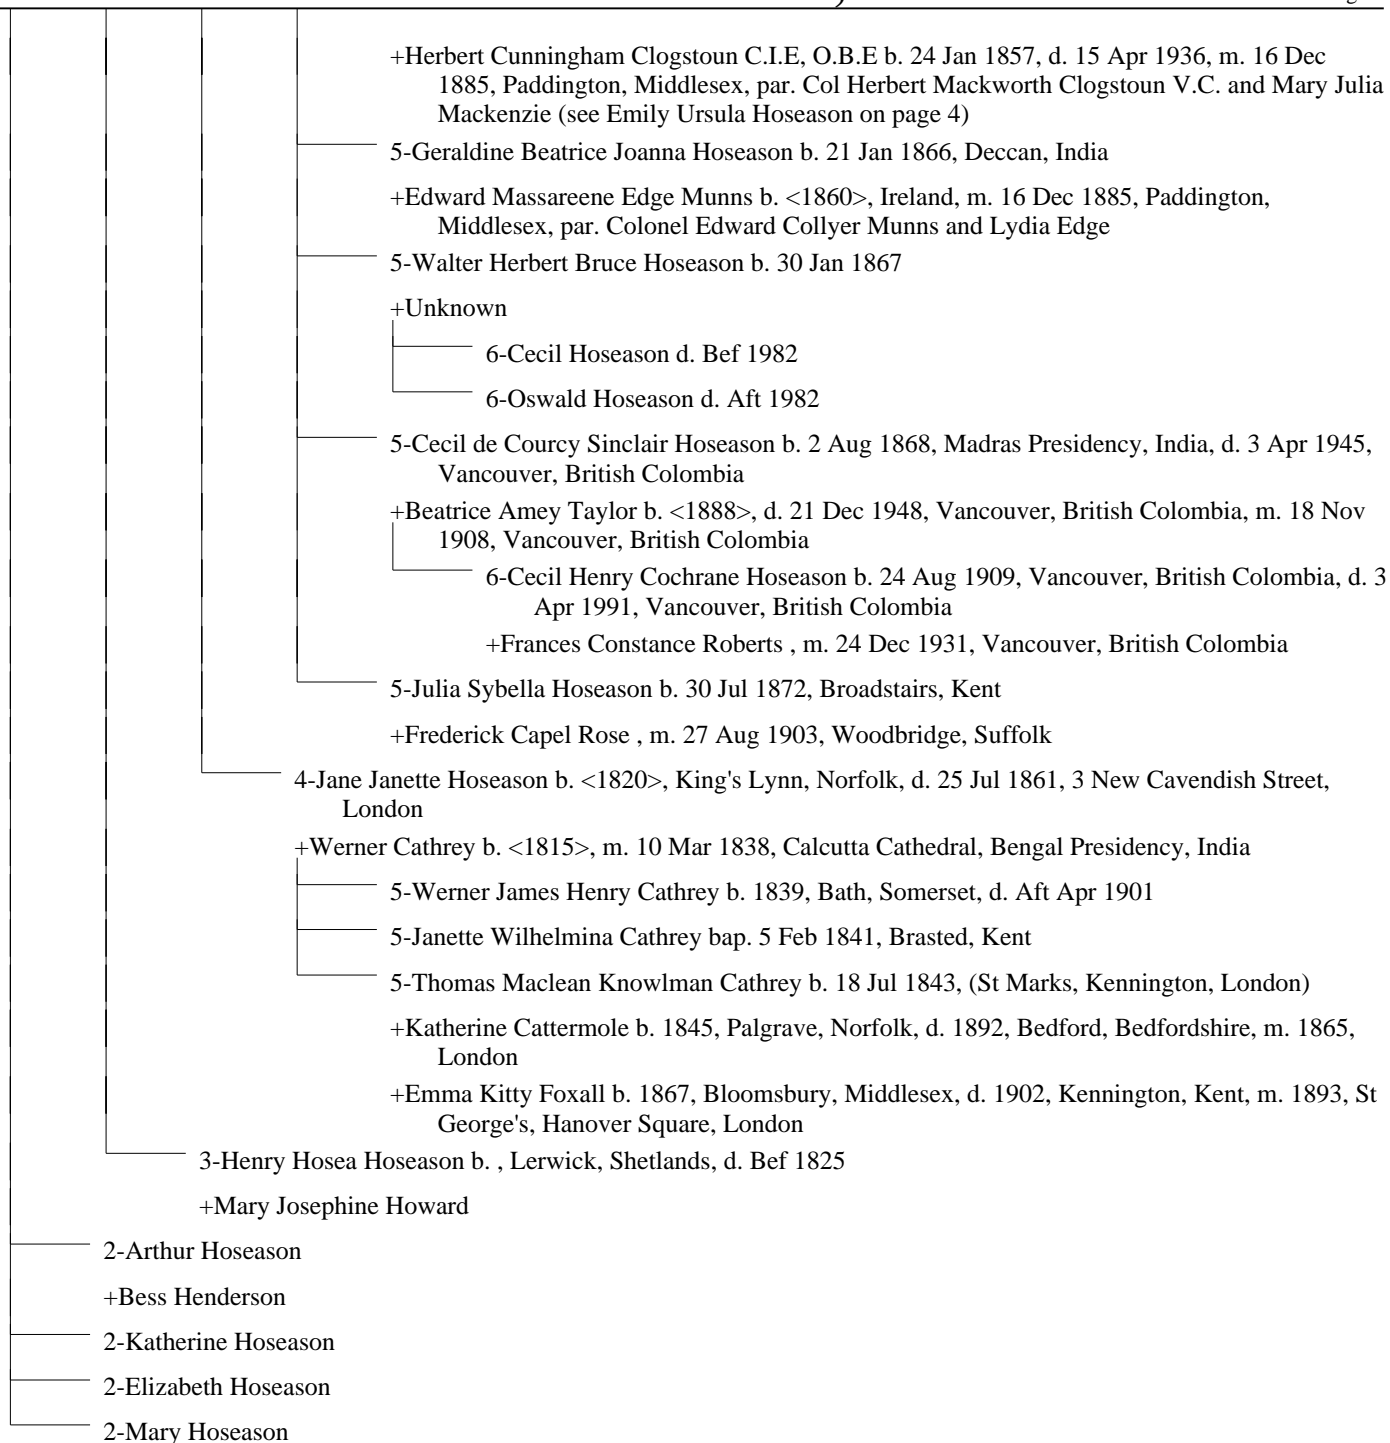 +Herbert Cunningham Clogstoun C.I.E, O.B.E b. 24 Jan 1857, d. 15 Apr 1936, m. 16 Dec
1885, Paddington, Middlesex, par. Col Herbert Mackworth Clogstoun V.C. and Mary Julia
Mackenzie (see Emily Ursula Hoseason on page 4)
5-Geraldine Beatrice Joanna Hoseason b. 21 Jan 1866, Deccan, India
+Edward Massareene Edge Munns b. <1860>, Ireland, m. 16 Dec 1885, Paddington,
Middlesex, par. Colonel Edward Collyer Munns and Lydia Edge
5-Walter Herbert Bruce Hoseason b. 30 Jan 1867
+Unknown
6-Cecil Hoseason d. Bef 1982
6-Oswald Hoseason d. Aft 1982
5-Cecil de Courcy Sinclair Hoseason b. 2 Aug 1868, Madras Presidency, India, d. 3 Apr 1945,
Vancouver, British Colombia
+Beatrice Amey Taylor b. <1888>, d. 21 Dec 1948, Vancouver, British Colombia, m. 18 Nov
1908, Vancouver, British Colombia
6-Cecil Henry Cochrane Hoseason b. 24 Aug 1909, Vancouver, British Colombia, d. 3
Apr 1991, Vancouver, British Colombia
+Frances Constance Roberts , m. 24 Dec 1931, Vancouver, British Colombia
5-Julia Sybella Hoseason b. 30 Jul 1872, Broadstairs, Kent
+Frederick Capel Rose , m. 27 Aug 1903, Woodbridge, Suffolk
4-Jane Janette Hoseason b. <1820>, King's Lynn, Norfolk, d. 25 Jul 1861, 3 New Cavendish Street,
London
+Werner Cathrey b. <1815>, m. 10 Mar 1838, Calcutta Cathedral, Bengal Presidency, India
5-Werner James Henry Cathrey b. 1839, Bath, Somerset, d. Aft Apr 1901
5-Janette Wilhelmina Cathrey bap. 5 Feb 1841, Brasted, Kent
5-Thomas Maclean Knowlman Cathrey b. 18 Jul 1843, (St Marks, Kennington, London)
+Katherine Cattermole b. 1845, Palgrave, Norfolk, d. 1892, Bedford, Bedfordshire, m. 1865,
London
+Emma Kitty Foxall b. 1867, Bloomsbury, Middlesex, d. 1902, Kennington, Kent, m. 1893, St
George's, Hanover Square, London
3-Henry Hosea Hoseason b. , Lerwick, Shetlands, d. Bef 1825
+Mary Josephine Howard
2-Arthur Hoseason
+Bess Henderson
2-Katherine Hoseason
2-Elizabeth Hoseason
2-Mary Hoseason